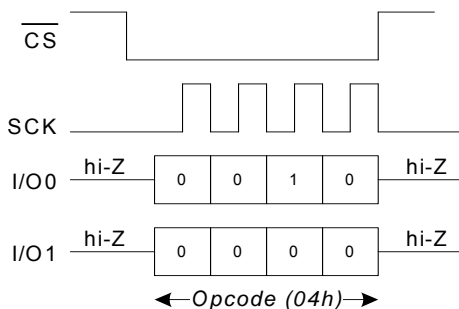 CS
SCK
hi-Z hi-Z
I/O0 0 0 1 0
hi-Z hi-Z
I/O1 0 0 0 0
Opcode (04h)